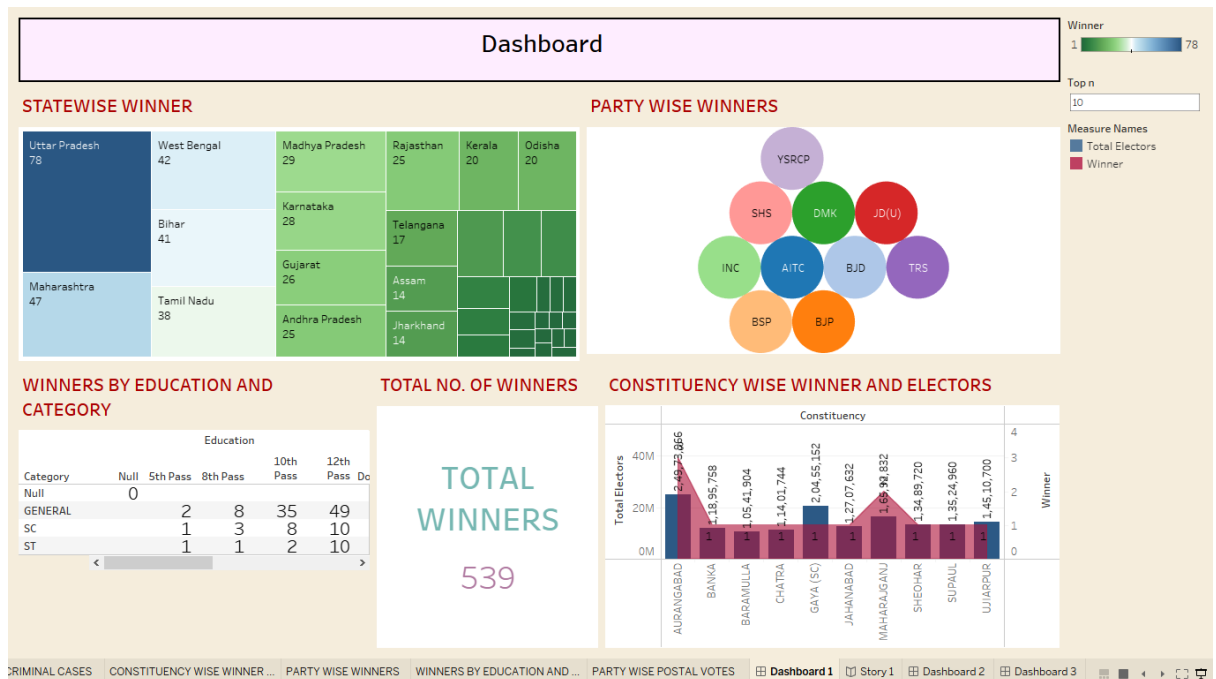 Dashboard
Winner
1 78
Top n
10
Measure Names
Total Electors
Winner
STATEWISE WINNER
Uttar Pradesh
78
Maharashtra
47
West Bengal
42
Bihar
41
Tamil Nadu
38
Madhya Pradesh
29
Karnataka
28
Gujarat
26
Andhra Pradesh
25
Rajasthan
25
Telangana
17
Assam
14
Jharkhand
14
Kerala
20
Odisha
20
PARTY WISE WINNERS
YSRCP
SHS DMK JD(U)
INC AITC BJD TRS
BSP BJP
WINNERS BY EDUCATION AND
CATEGORY
Education
10th 12th
Category Null 5th Pass 8th Pass Pass Pass Do
Null 0
GENERAL 2 8 35 49
SC 1 3 8 10
ST 1 1 2 10
TOTAL NO. OF WINNERS
TOTAL
WINNERS
539
CONSTITUENCY WISE WINNER AND ELECTORS
Constituency
Total Electors
40M
20M
0M
1,18,95,758
1,05,41,904
1,14,01,744
2,04,55,152
1,27,07,632
1,34,89,720
1,35,24,960
1,45,10,700
1 1 1 1 1 1 1 1
4
3
2
1
0
Winner
AURANGABAD
BANKA
BARAMULLA
CHATRA
GAYA (SC)
JAHANABAD
MAHARAJGANJ
SHEOHAR
SUPAUL
UJIARPUR
CRIMINAL CASES CONSTITUENCY WISE WINNER ... PARTY WISE WINNERS WINNERS BY EDUCATION AND ... PARTY WISE POSTAL VOTES Dashboard 1 Story 1 Dashboard 2 Dashboard 3